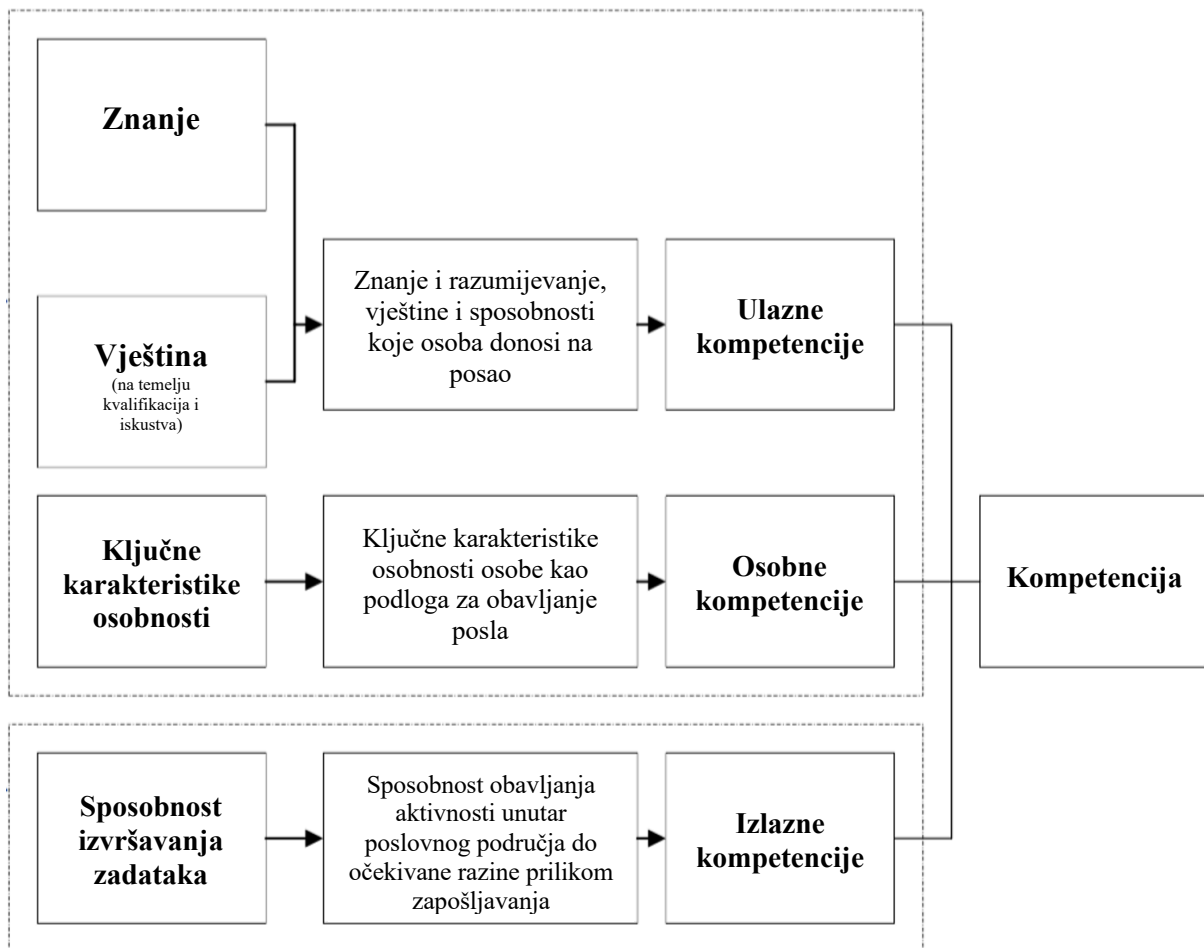 Znanje
Vještina
(na temelju
kvalifikacija i
iskustva)
Znanje i razumijevanje,
vještine i sposobnosti
koje osoba donosi na
posao
Ulazne
kompetencije
Ključne
karakteristike
osobnosti
Ključne karakteristike
osobnosti osobe kao
podloga za obavljanje
posla
Osobne
kompetencije
Kompetencija
Sposobnost
izvršavanja
zadataka
Sposobnost obavljanja
aktivnosti unutar
poslovnog područja do
očekivane razine prilikom
zapošljavanja
Izlazne
kompetencije